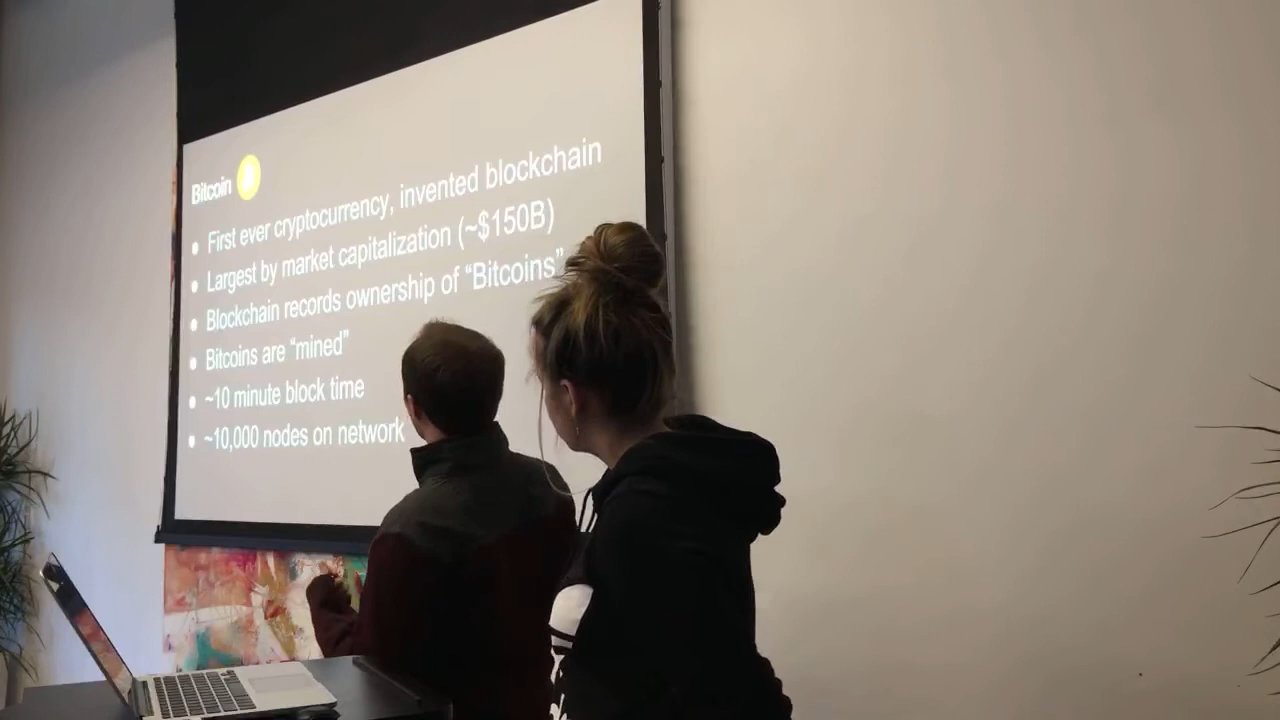 Bitcoin
• First ever cryptocurrency, invented blockchain
• Largest by market capitalization (~$150B)
• Blockchain records ownership of “Bitcoins”
• Bitcoins are “mined”
• ~10 minute block time
• ~10,000 nodes on network